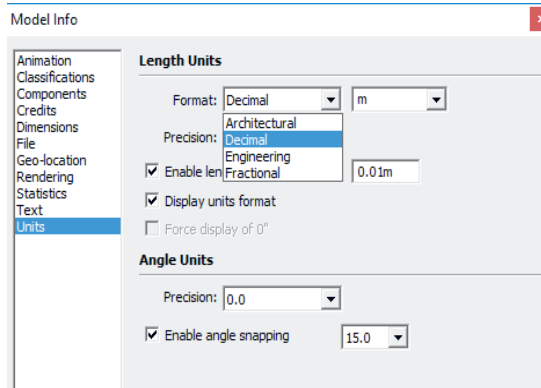 Model Info
Animation
Classifications
Components
Credits
Dimensions
File
Geo-location
Rendering
Statistics
Text
Units
Length Units
Format: Decimal m
Architectural
Decimal
Engineering
Fractional
Precision:
Enable len 0.01m
Display units format
Force display of 0"
Angle Units
Precision: 0.0
Enable angle snapping 15.0